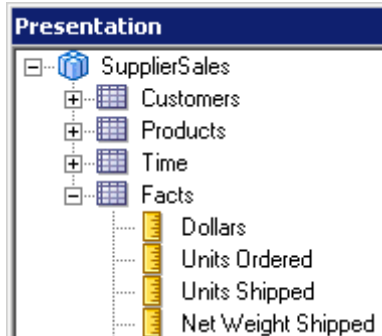 Presentation
SupplierSales
Customers
Products
Time
Facts
Dollars
Units Ordered
Units Shipped
Net Weight Shipped